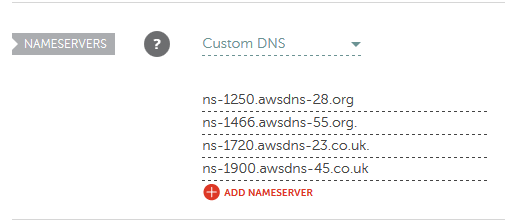 NAMESERVERS
?
Custom DNS
ns-1250.awsdns-28.org
ns-1466.awsdns-55.org.
ns-1720.awsdns-23.co.uk.
ns-1900.awsdns-45.co.uk
ADD NAMESERVER